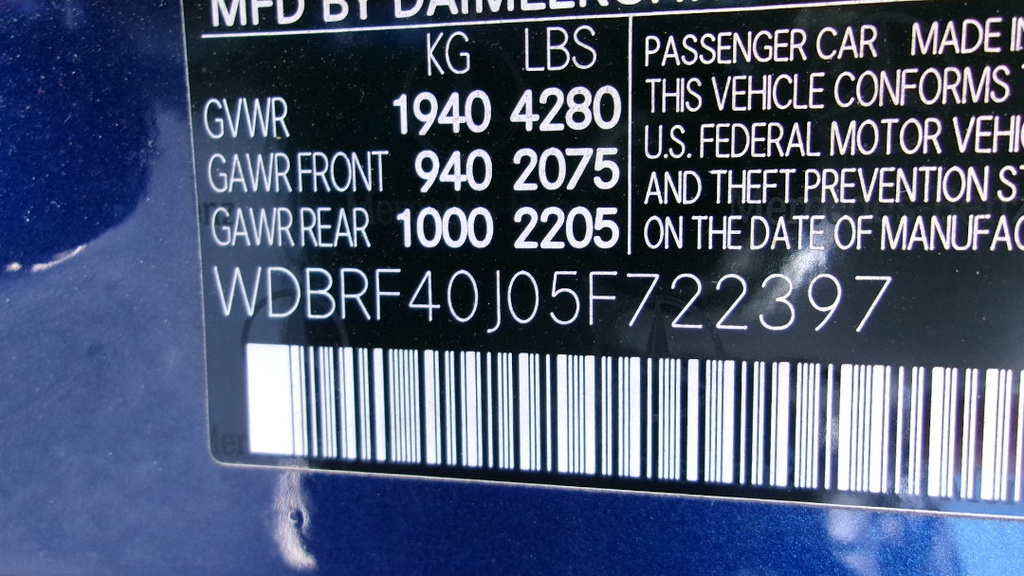 MFD BY DAIMLERCH
KG LBS
GVWR 1940 4280
GAWR FRONT 940 2075
GAWR REAR 1000 2205
PASSENGER CAR MADE IN
THIS VEHICLE CONFORMS
U.S. FEDERAL MOTOR VEHI
AND THEFT PREVENTION ST
ON THE DATE OF MANUFAC
WDBRF40J05F722397